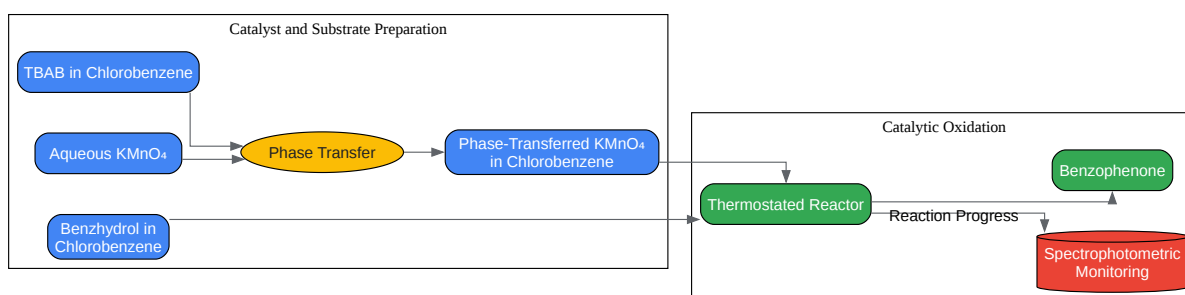 Catalyst and Substrate Preparation
TBAB in Chlorobenzene
Aqueous KMnO₄
Phase Transfer
Phase-Transferred KMnO₄
in Chlorobenzene
Benzhydrol in
Chlorobenzene
Catalytic Oxidation
Benzophenone
Thermostated Reactor
Reaction Progress
Spectrophotometric
Monitoring